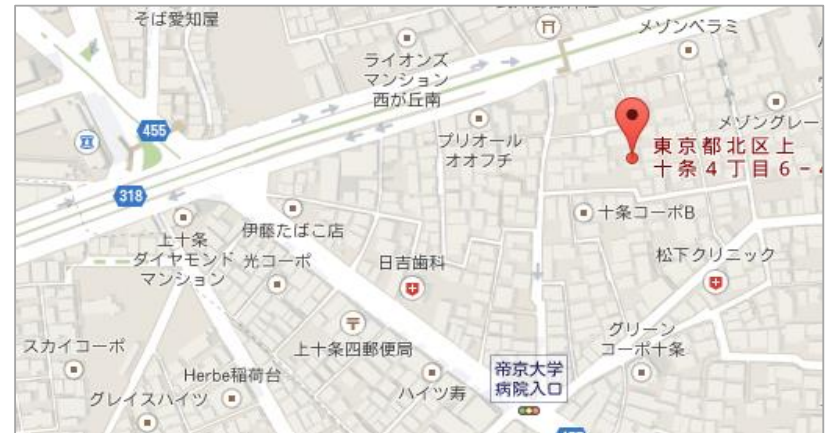 そば愛知屋
メゾンベラミ
ライオンズ
マンション
西が丘南
メゾングレー
455
プリオール
オオフチ
東京都北区上
十条4丁目6-4
318
十条コーポB
伊藤たばこ店
上十条
ダイヤモンド
マンション
光コーポ
日吉歯科
松下クリニック
上十条四郵便局
グリーン
コーポ十条
スカイコーポ
帝京大学
病院入口
Herbe稲荷台
グレイスハイツ
ハイツ寿